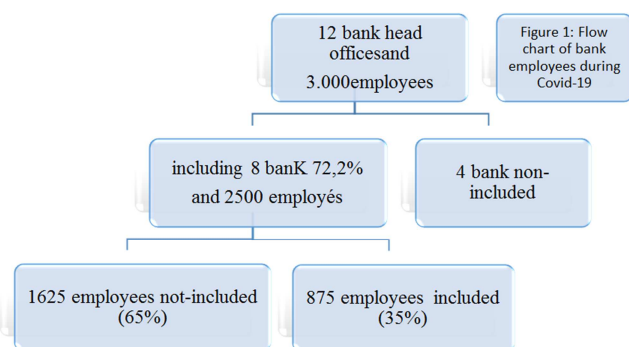 12 bank head
officesand
3.000employees
Figure 1: Flow
chart of bank
employees during
Covid-19
including 8 banK 72,2%
and 2500 employés
4 bank non-
included
1625 employees not-included
(65%)
875 employees included
(35%)